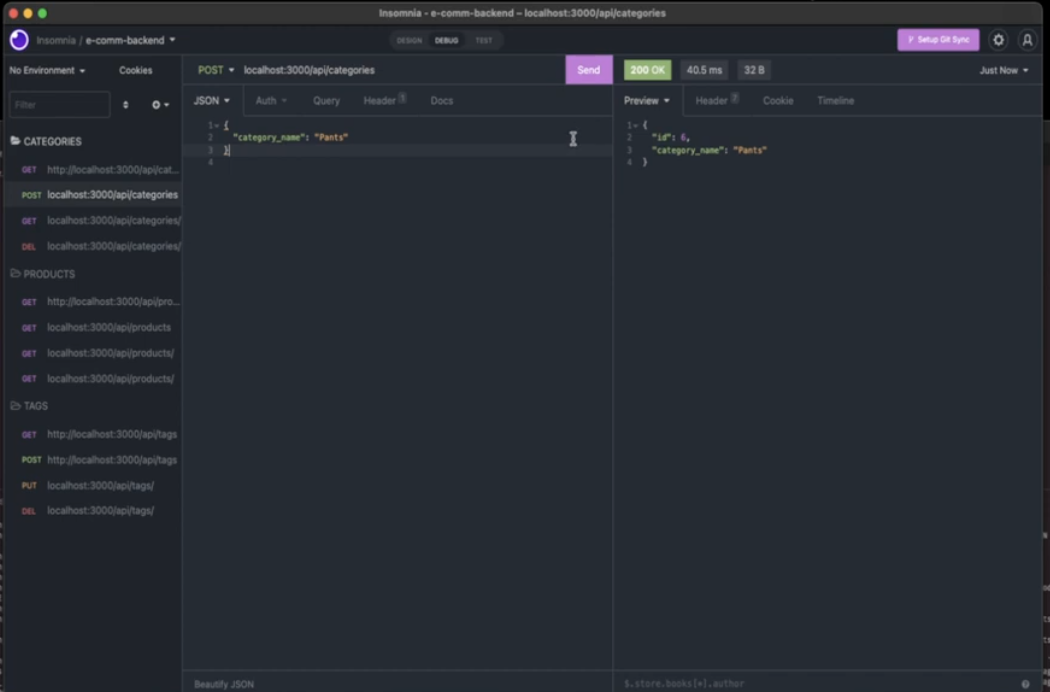 Insomnia - e-comm-backend – localhost:3000/api/categories
Insomnia / e-comm-backend
DESIGN DEBUG TEST
Setup Git Sync
No Environment Cookies
POST localhost:3000/api/categories Send
200 OK 40.5 ms 32 B Just Now
Filter
JSON Auth Query Header 1 Docs
Preview Header 7 Cookie Timeline
CATEGORIES
GET http://localhost:3000/api/cat...
POST localhost:3000/api/categories
GET localhost:3000/api/categories/
DEL localhost:3000/api/categories/
PRODUCTS
GET http://localhost:3000/api/pro...
GET localhost:3000/api/products
GET localhost:3000/api/products/
GET localhost:3000/api/products/
TAGS
GET http://localhost:3000/api/tags
POST http://localhost:3000/api/tags
PUT localhost:3000/api/tags/
DEL localhost:3000/api/tags/
1 {
2 "category_name": "Pants"
3 }
4
1 {
2 "id": 6,
3 "category_name": "Pants"
4 }
Beautify JSON
$.store.books[*].author